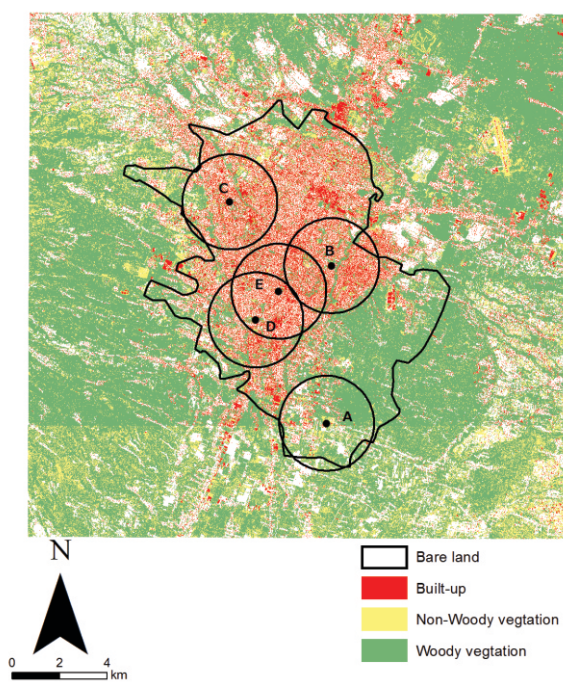 C
B
E
D
A
N
0 2 4
km
Bare land
Built-up
Non-Woody vegtation
Woody vegtation